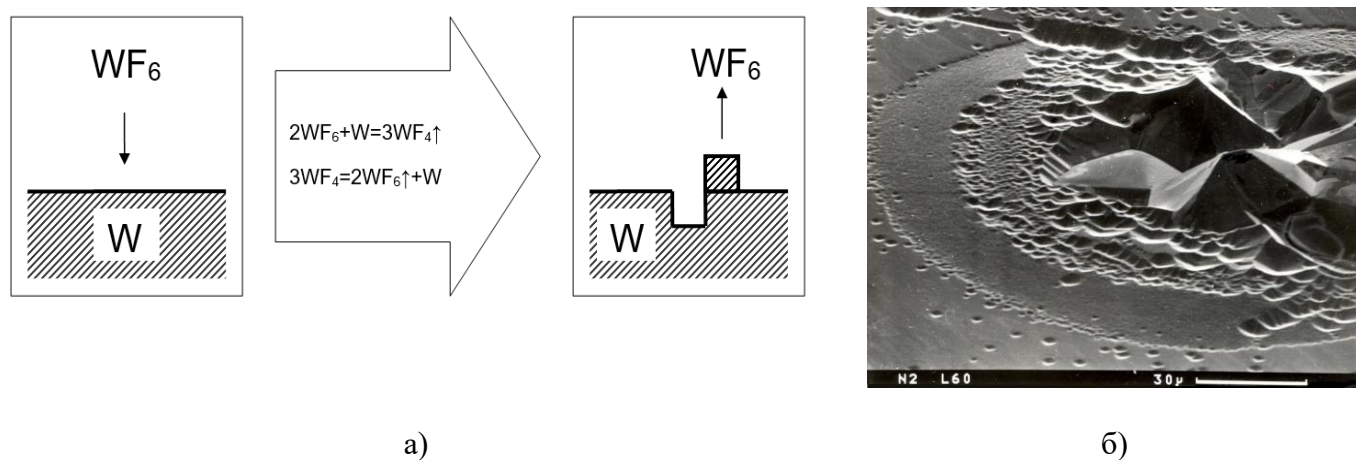 WF₆
W
2WF₆+W=3WF₄↑
3WF₄=2WF₆↑+W
WF₆
W
N2 L60 30µ
а)
б)